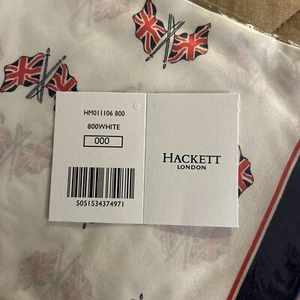 HM011106 800
800WHITE
000
5051534374971
HACKETT
LONDON